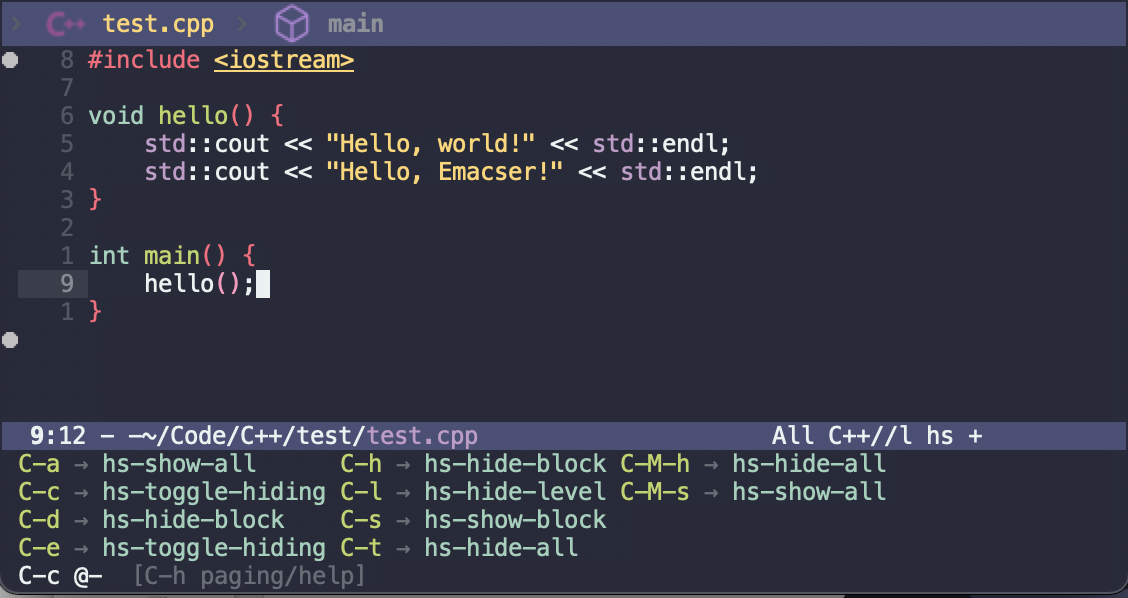 > C++ test.cpp > main
8 #include <iostream>
7
6 void hello() {
5     std::cout << "Hello, world!" << std::endl;
4     std::cout << "Hello, Emacser!" << std::endl;
3 }
2
1 int main() {
9     hello();
1 }
9:12 - -~/Code/C++/test/test.cpp All C++//l hs +
C-a → hs-show-all C-h → hs-hide-block C-M-h → hs-hide-all
C-c → hs-toggle-hiding C-l → hs-hide-level C-M-s → hs-show-all
C-d → hs-hide-block C-s → hs-show-block
C-e → hs-toggle-hiding C-t → hs-hide-all
C-c @- [C-h paging/help]